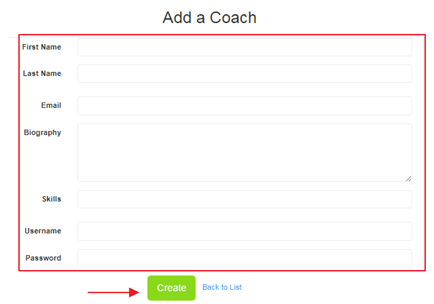 Add a Coach
First Name
Last Name
Email
Biography
Skills
Username
Password
Create Back to List